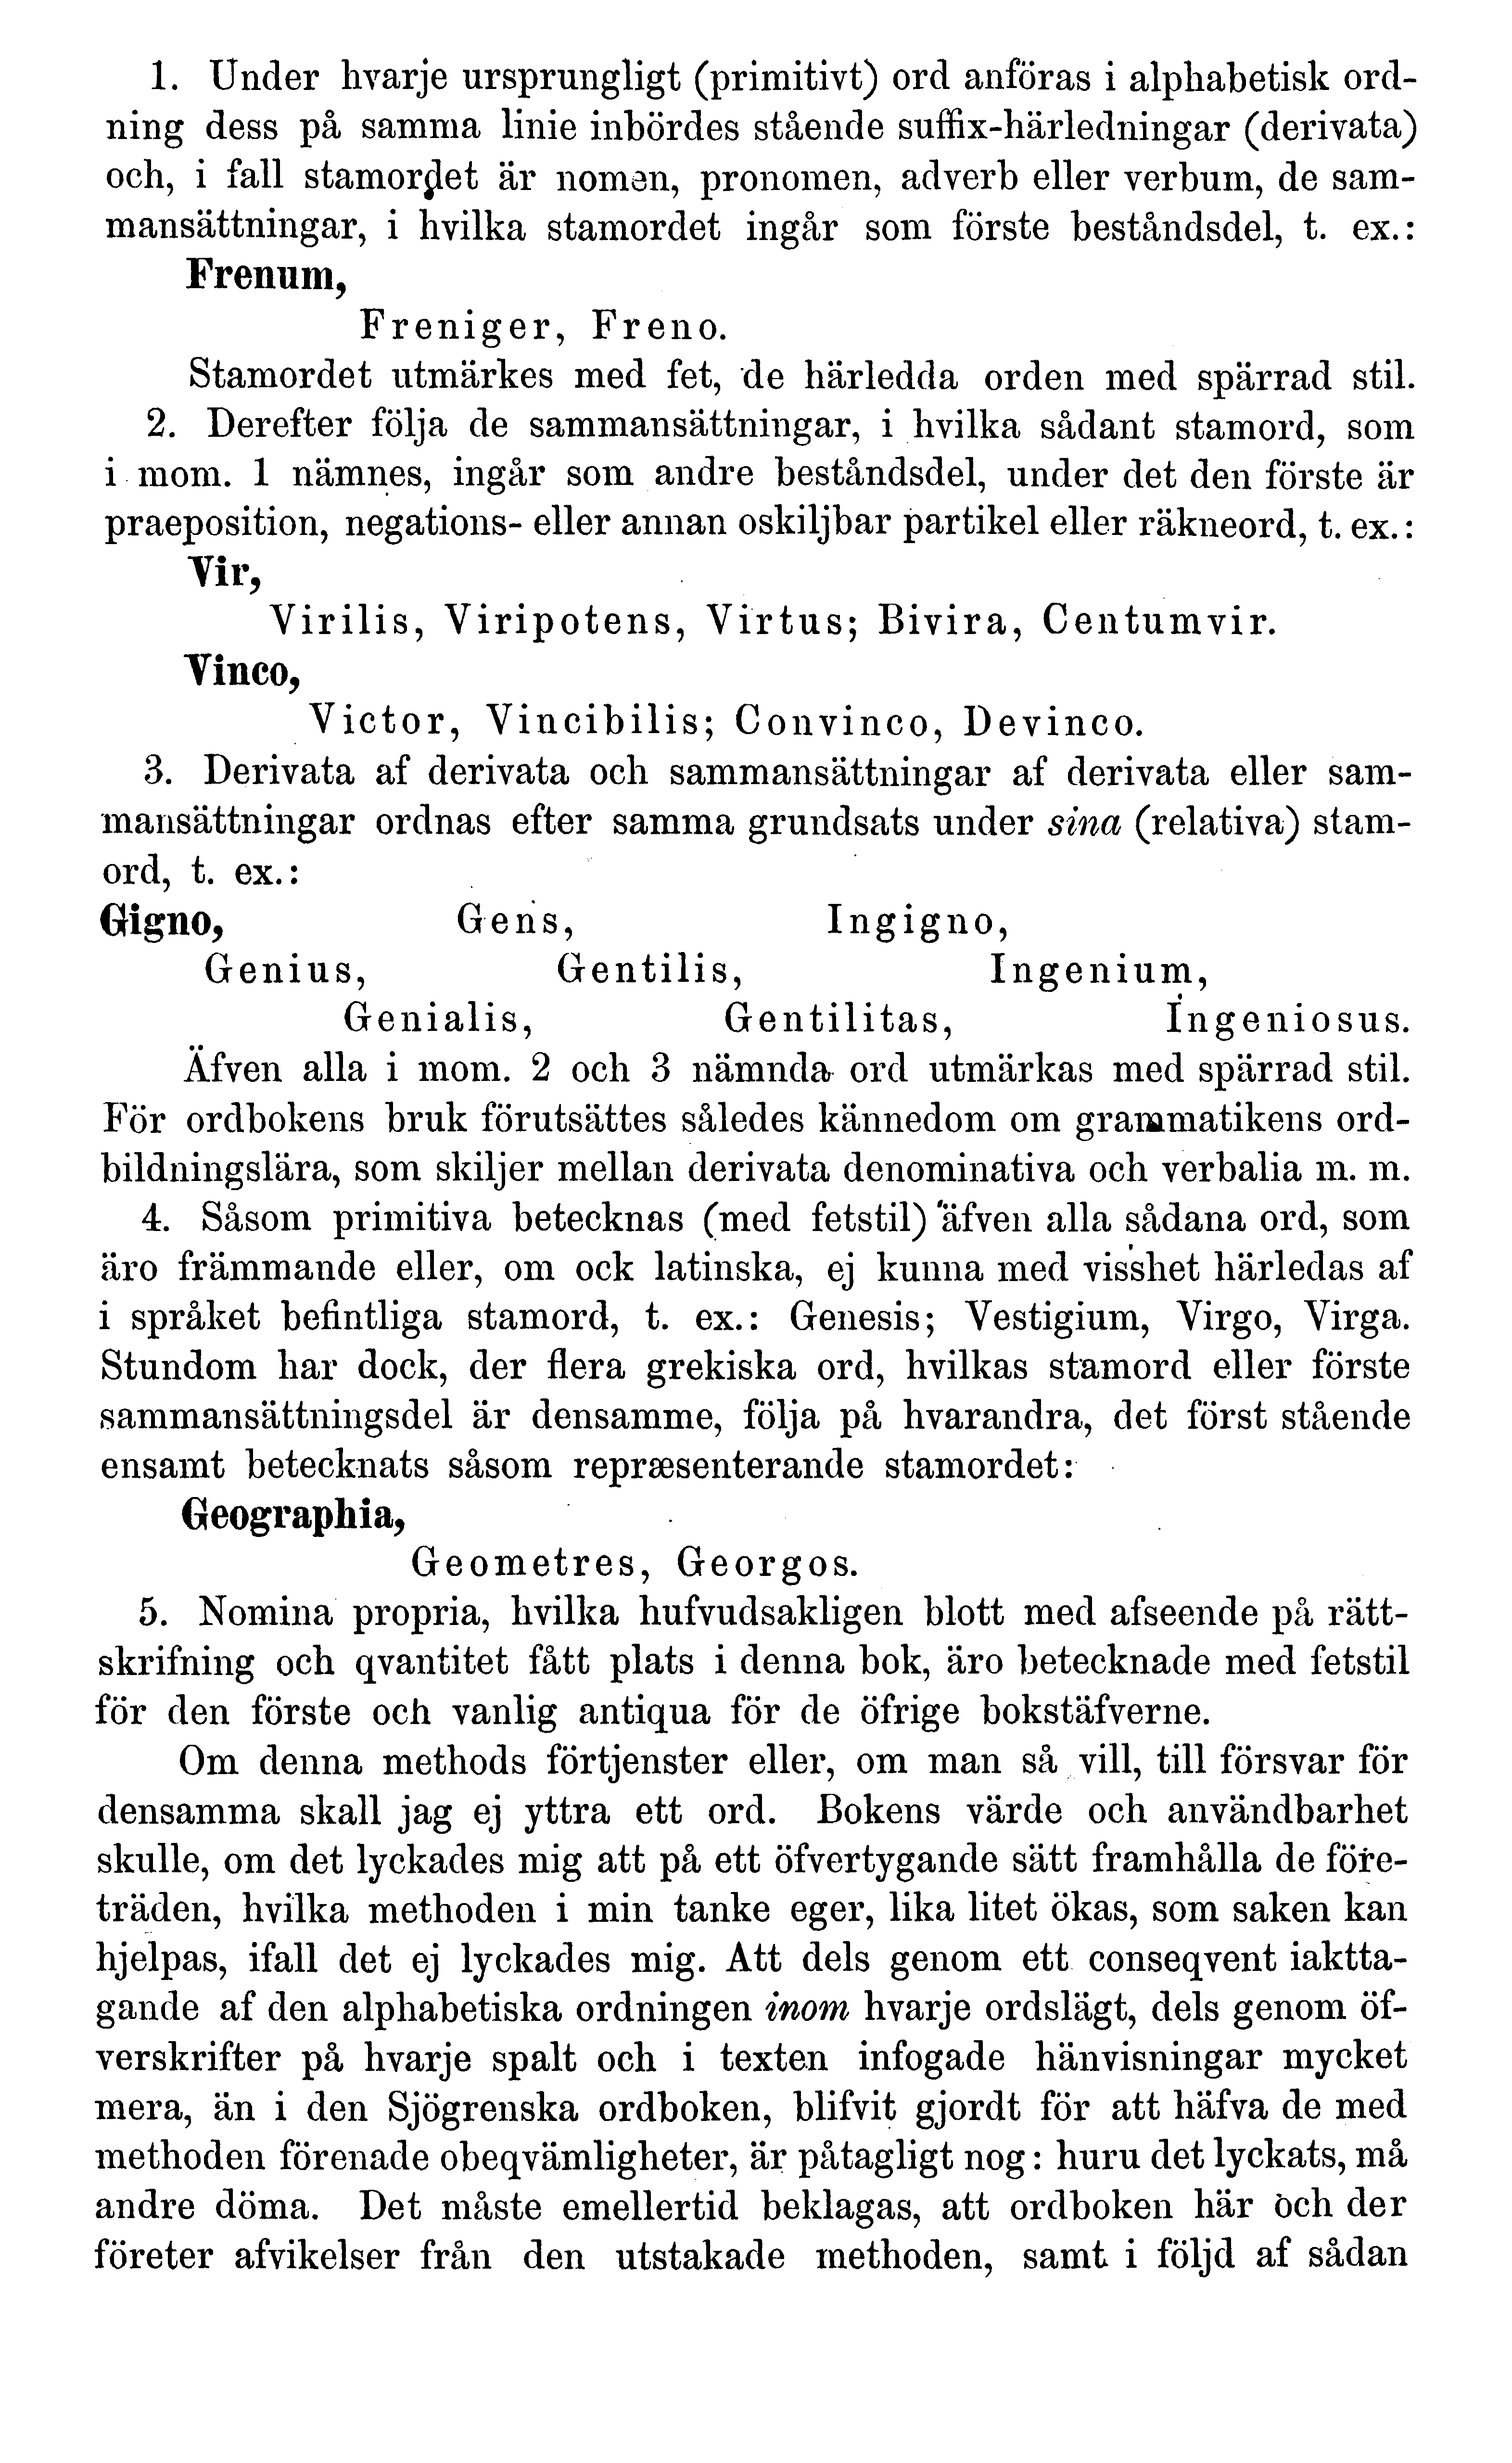 1. Under hvarje ursprungligt (primitivt) ord anföras i alphabetisk ord-
ning dess på samma linie inbördes stående suffix-härledningar (derivata)
och, i fall stamordet är nomen, pronomen, adverb eller verbum, de sam-
mansättningar, i hvilka stamordet ingår som förste beståndsdel, t. ex.:
Frenum,
Freniger, Freno.
Stamordet utmärkes med fet, de härledda orden med spärrad stil.
2. Derefter följa de sammansättningar, i hvilka sådant stamord, som
i mom. 1 nämnes, ingår som andre beståndsdel, under det den förste är
praeposition, negations- eller annan oskiljbar partikel eller räkneord, t. ex.:
Vir,
Virilis, Viripotens, Virtus; Bivira, Centumvir.
Vinco,
Victor, Vincibilis; Convinco, Devinco.
3. Derivata af derivata och sammansättningar af derivata eller sam-
mansättningar ordnas efter samma grundsats under sina (relativa) stam-
ord, t. ex.:
Gigno, Gens, Ingigno,
Genius, Gentilis, Ingenium,
Genialis, Gentilitas, Ingeniosus.
Äfven alla i mom. 2 och 3 nämnda ord utmärkas med spärrad stil.
För ordbokens bruk förutsättes således kännedom om grammatikens ord-
bildningslära, som skiljer mellan derivata denominativa och verbalia m. m.
4. Såsom primitiva betecknas (med fetstil) äfven alla sådana ord, som
äro främmande eller, om ock latinska, ej kunna med visshet härledas af
i språket befintliga stamord, t. ex.: Genesis; Vestigium, Virgo, Virga.
Stundom har dock, der flera grekiska ord, hvilkas stamord eller förste
sammansättningsdel är densamme, följa på hvarandra, det först stående
ensamt betecknats såsom repræsenterande stamordet:
Geographia,
Geometres, Georgos.
5. Nomina propria, hvilka hufvudsakligen blott med afseende på rätt-
skrifning och qvantitet fått plats i denna bok, äro betecknade med fetstil
för den förste och vanlig antiqua för de öfrige bokstäfverne.
Om denna methods förtjenster eller, om man så vill, till försvar för
densamma skall jag ej yttra ett ord. Bokens värde och användbarhet
skulle, om det lyckades mig att på ett öfvertygande sätt framhålla de före-
träden, hvilka methoden i min tanke eger, lika litet ökas, som saken kan
hjelpas, ifall det ej lyckades mig. Att dels genom ett conseqvent iaktta-
gande af den alphabetiska ordningen inom hvarje ordslägt, dels genom öf-
verskrifter på hvarje spalt och i texten infogade hänvisningar mycket
mera, än i den Sjögrenska ordboken, blifvit gjordt för att häfva de med
methoden förenade obeqvämligheter, är påtagligt nog: huru det lyckats, må
andre döma. Det måste emellertid beklagas, att ordboken här och der
företer afvikelser från den utstakade methoden, samt i följd af sådan